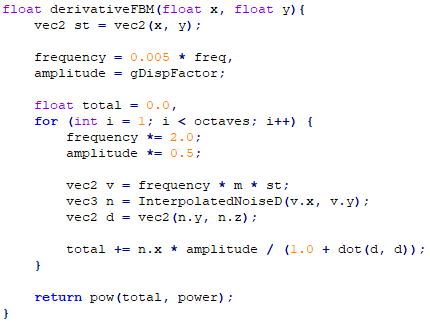 float derivativeFBM(float x, float y){
    vec2 st = vec2(x, y);

    frequency = 0.005 * freq,
    amplitude = gDispFactor;

    float total = 0.0,
    for (int i = 1; i < octaves; i++) {
        frequency *= 2.0;
        amplitude *= 0.5;

        vec2 v = frequency * m * st;
        vec3 n = InterpolatedNoiseD(v.x, v.y);
        vec2 d = vec2(n.y, n.z);

        total += n.x * amplitude / (1.0 + dot(d, d));
    }

    return pow(total, power);
}